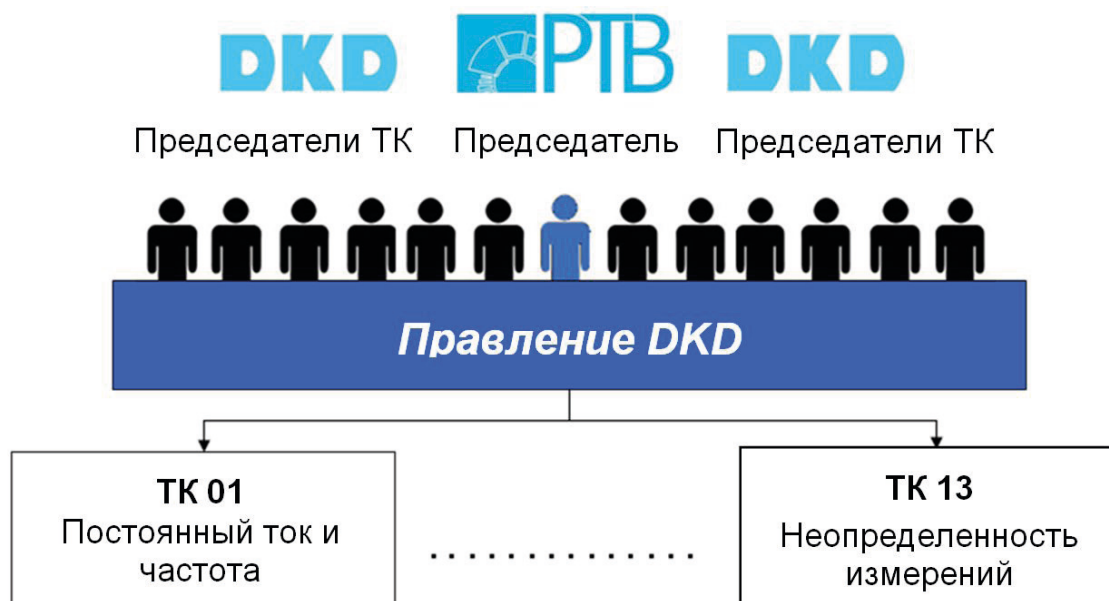 DKD PTB DKD
Председатели ТК Председатель Председатели ТК
Правление DKD
ТК 01
Постоянный ток и
частота
ТК 13
Неопределенность
измерений